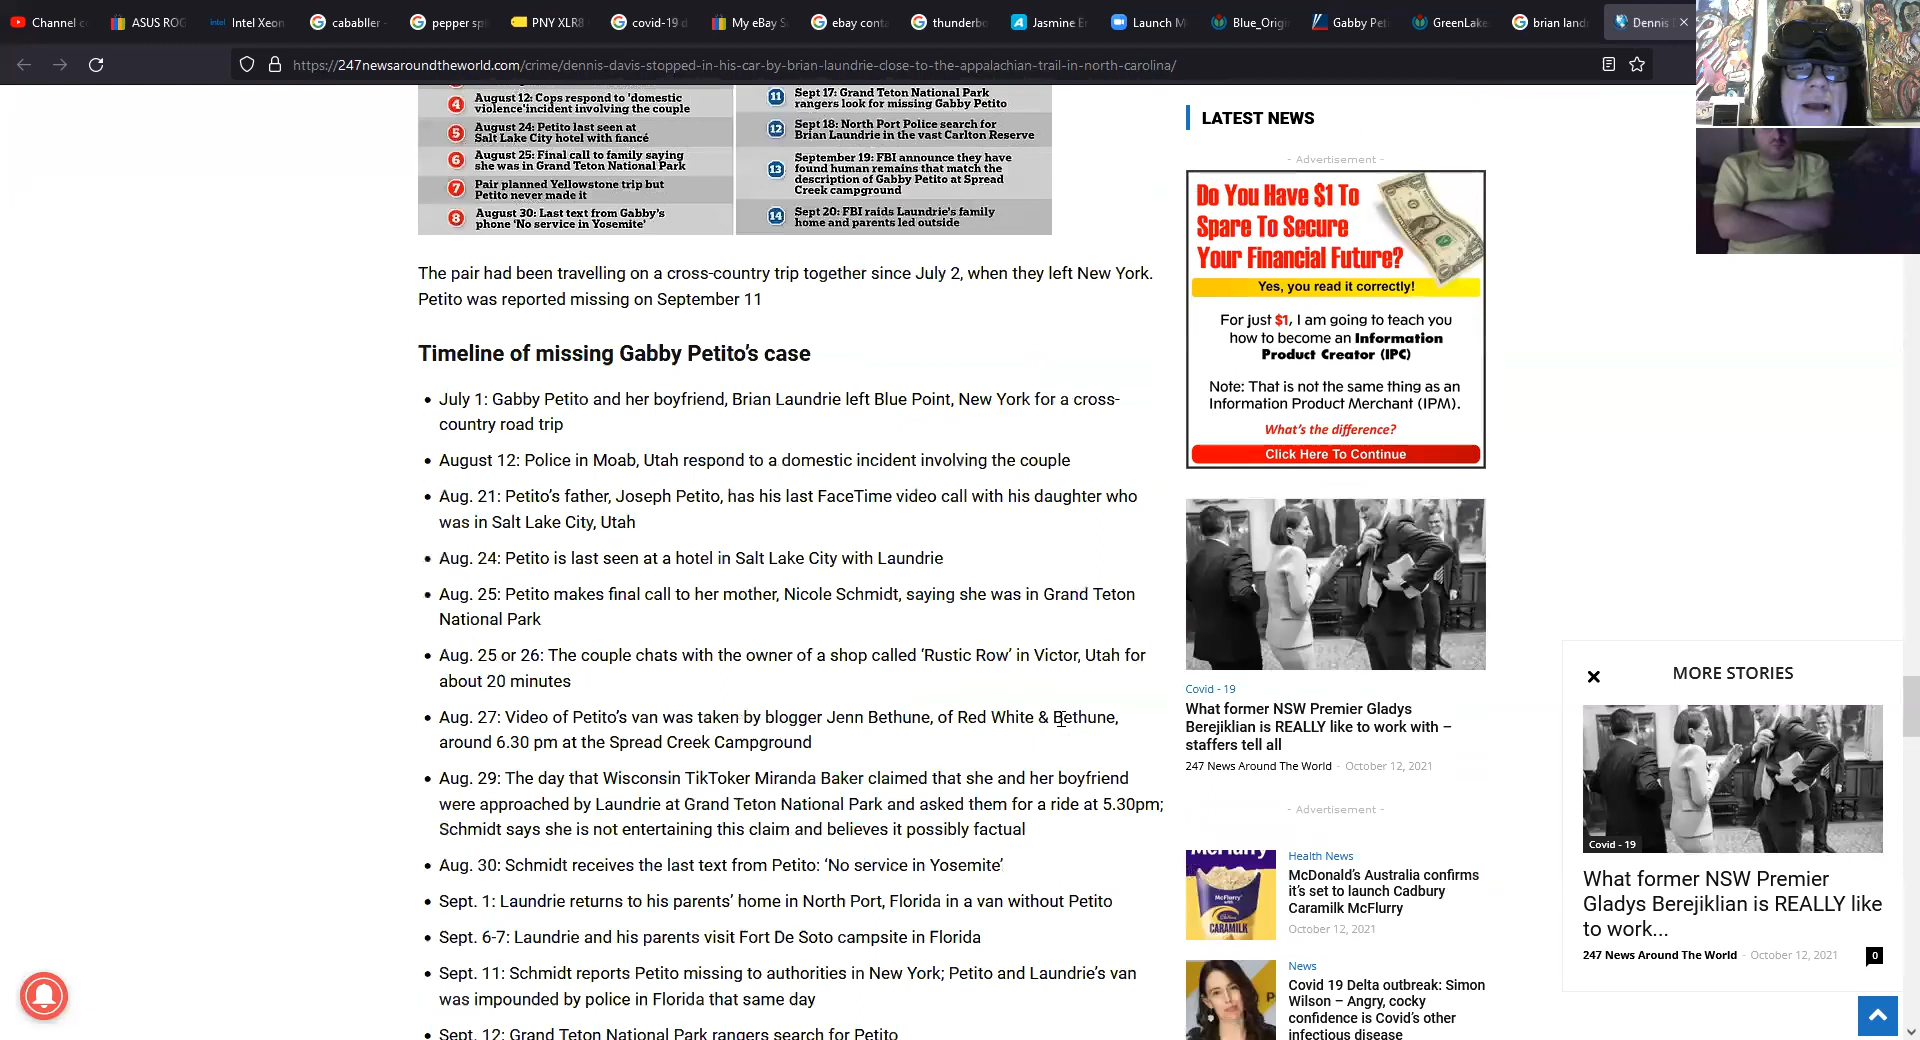 Channel c
ASUS ROG
intel Intel Xeon
cababller -
pepper sp
PNY XLR8
covid-19 d
My eBay S
ebay cont
thunderbo
Jasmine E
Launch M
Blue_Origi
Gabby Pet
GreenLake
brian laund
Dennis
https://247newsaroundtheworld.com/crime/dennis-davis-stopped-in-his-car-by-brian-laundrie-close-to-the-appalachian-trail-in-north-carolina/
4 August 12: Cops respond to 'domestic
violence'incident involving the couple
5 August 24: Petito last seen at
Salt Lake City hotel with fiancé
6 August 25: Final call to family saying
she was in Grand Teton National Park
7 Pair planned Yellowstone trip but
Petito never made it
8 August 30: Last text from Gabby's
phone 'No service in Yosemite'
11 Sept 17: Grand Teton National Park
rangers look for missing Gabby Petito
12 Sept 18: North Port Police search for
Brian Laundrie in the vast Carlton Reserve
13 September 19: FBI announce they have
found human remains that match the
description of Gabby Petito at Spread
Creek campground
14 Sept 20: FBI raids Laundrie's family
home and parents led outside
The pair had been travelling on a cross-country trip together since July 2, when they left New York.
Petito was reported missing on September 11
Timeline of missing Gabby Petito's case
• July 1: Gabby Petito and her boyfriend, Brian Laundrie left Blue Point, New York for a cross-
country road trip
• August 12: Police in Moab, Utah respond to a domestic incident involving the couple
• Aug. 21: Petito's father, Joseph Petito, has his last FaceTime video call with his daughter who
was in Salt Lake City, Utah
• Aug. 24: Petito is last seen at a hotel in Salt Lake City with Laundrie
• Aug. 25: Petito makes final call to her mother, Nicole Schmidt, saying she was in Grand Teton
National Park
• Aug. 25 or 26: The couple chats with the owner of a shop called 'Rustic Row' in Victor, Utah for
about 20 minutes
• Aug. 27: Video of Petito's van was taken by blogger Jenn Bethune, of Red White & Bethune,
around 6.30 pm at the Spread Creek Campground
• Aug. 29: The day that Wisconsin TikToker Miranda Baker claimed that she and her boyfriend
were approached by Laundrie at Grand Teton National Park and asked them for a ride at 5.30pm;
Schmidt says she is not entertaining this claim and believes it possibly factual
• Aug. 30: Schmidt receives the last text from Petito: 'No service in Yosemite'
• Sept. 1: Laundrie returns to his parents' home in North Port, Florida in a van without Petito
• Sept. 6-7: Laundrie and his parents visit Fort De Soto campsite in Florida
• Sept. 11: Schmidt reports Petito missing to authorities in New York; Petito and Laundrie's van
was impounded by police in Florida that same day
• Sept. 12: Grand Teton National Park rangers search for Petito
LATEST NEWS
- Advertisement -
Do You Have $1 To
Spare To Secure
Your Financial Future?
Yes, you read it correctly!
For just $1, I am going to teach you
how to become an Information
Product Creator (IPC)
Note: That is not the same thing as an
Information Product Merchant (IPM).
What's the difference?
Click Here To Continue
Covid - 19
What former NSW Premier Gladys
Berejiklian is REALLY like to work with –
staffers tell all
247 News Around The World - October 12, 2021
- Advertisement -
McFlurry
CARAMILK
Health News
McDonald's Australia confirms
it's set to launch Cadbury
Caramilk McFlurry
October 12, 2021
News
Covid 19 Delta outbreak: Simon
Wilson – Angry, cocky
confidence is Covid's other
infectious disease
MORE STORIES
Covid - 19
What former NSW Premier
Gladys Berejiklian is REALLY like
to work...
247 News Around The World - October 12, 2021
0